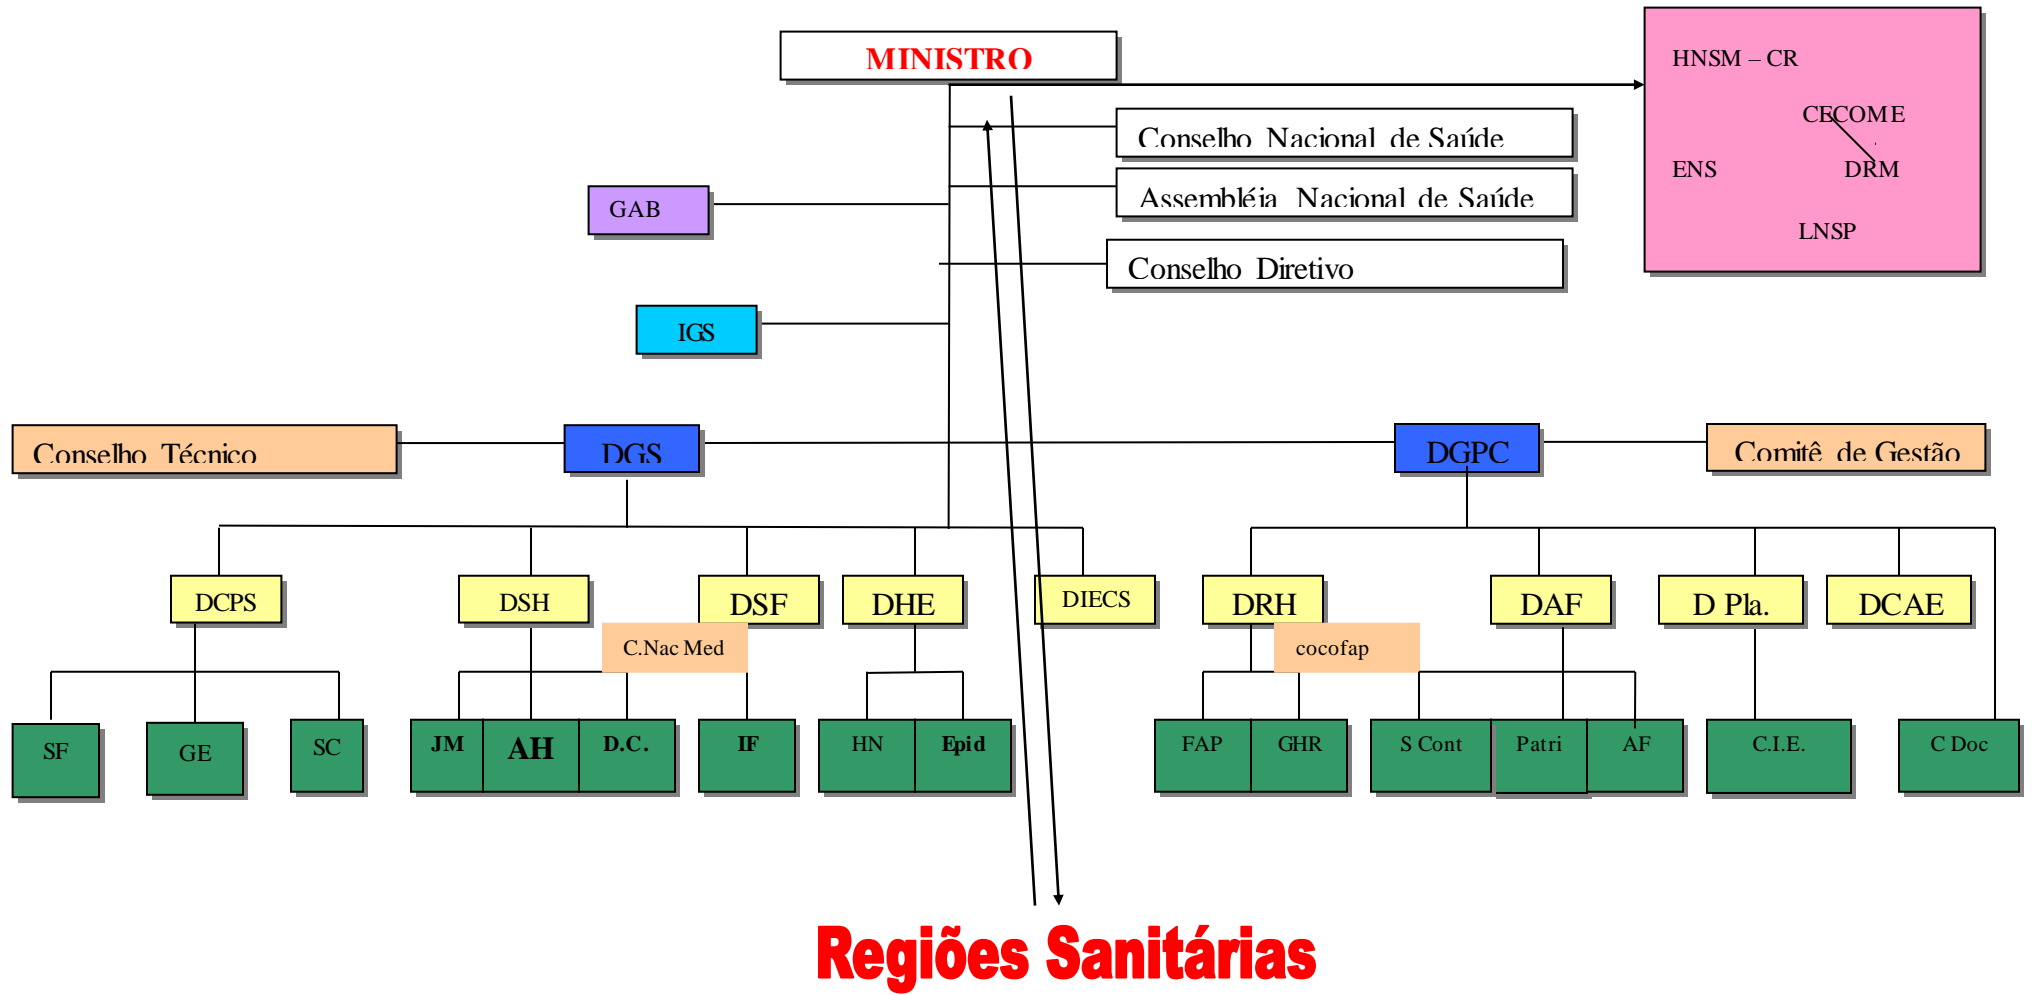 MINISTRO
HNSM – CR
CECOME
ENS
DRM
LNSP
Conselho Nacional de Saúde
Assembléia Nacional de Saúde
Conselho Diretivo
GAB
IGS
Conselho Técnico
DGS
DGPC
Comitê de Gestão
DCPS
DSH
DSF
DHE
DIECS
DRH
DAF
D Pla.
DCAE
C.Nac Med
cocofap
SF
GE
SC
JM
AH
D.C.
IF
HN
Epid
FAP
GHR
S Cont
Patri
AF
C.I.E.
C Doc
Regiões Sanitárias